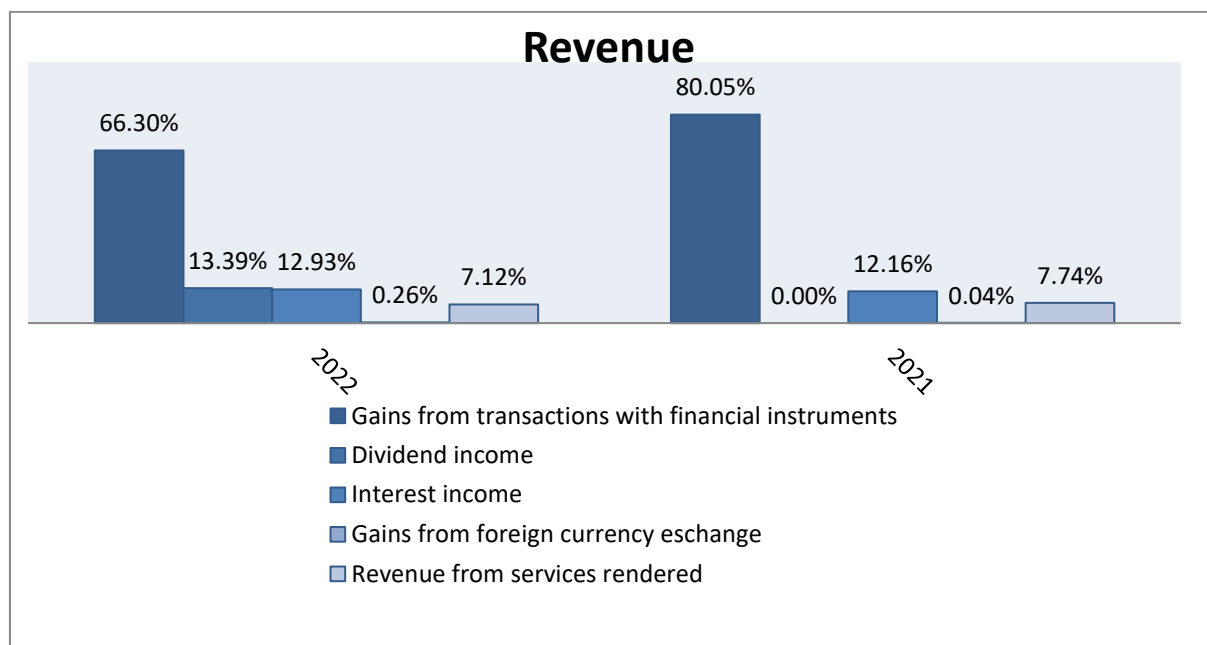 Revenue
80.05%
66.30%
13.39% 12.93% 12.16%
0.26% 7.12% 0.00% 0.04% 7.74%
2022 2021
Gains from transactions with financial instruments
Dividend income
Interest income
Gains from foreign currency eschange
Revenue from services rendered